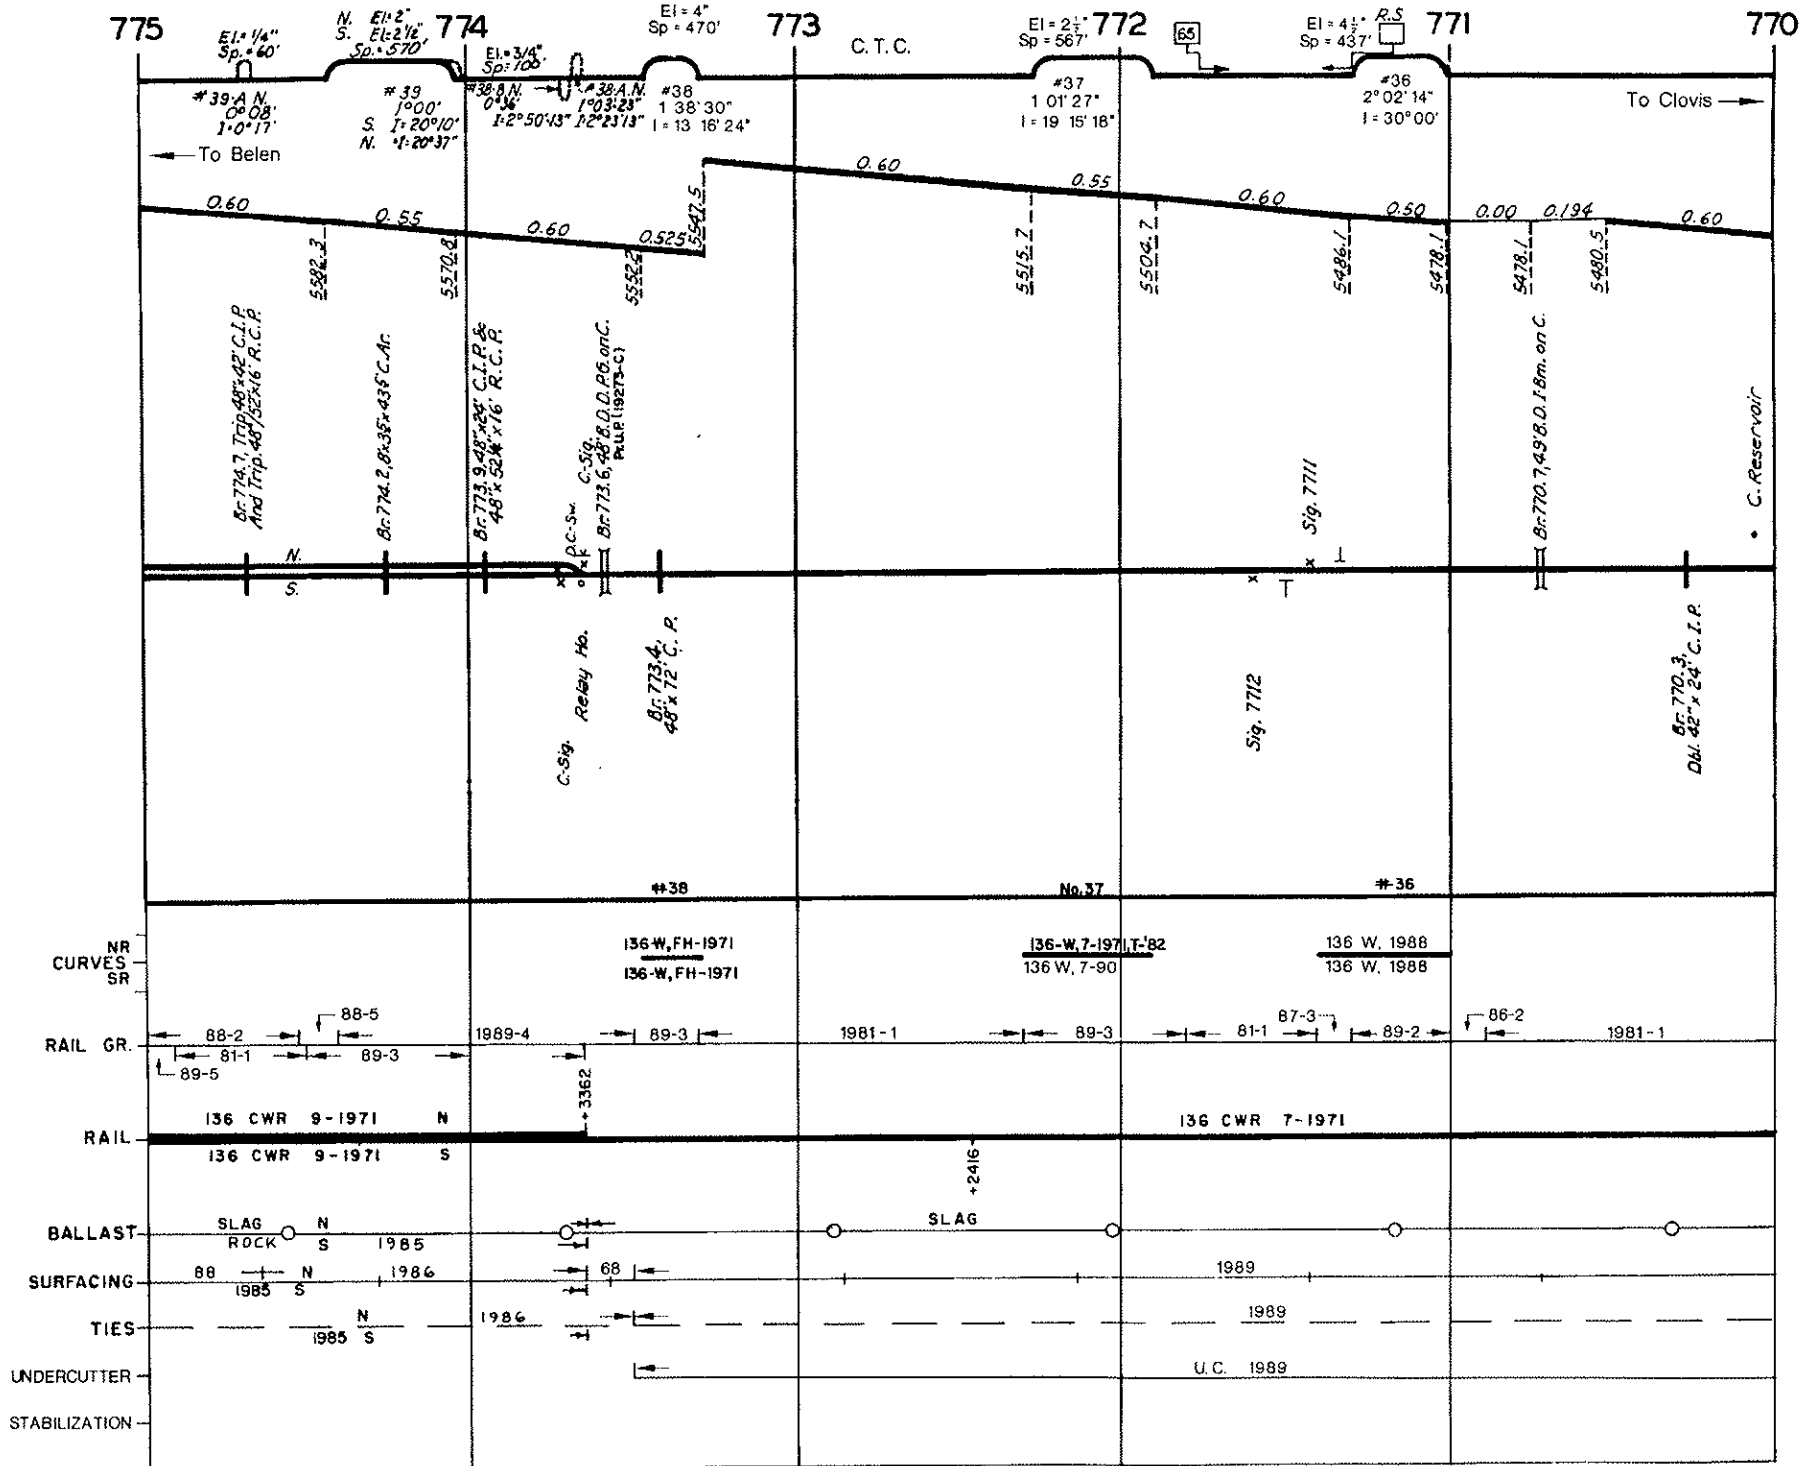 775
774
773
772
771
770
El.= 1/4"
Sp. = 60'
N. El= 2"
S. El= 2 1/2"
Sp. = 570'
El.= 3/4"
Sp.= 100'
El = 4"
Sp = 470'
C. T. C.
El = 2 1/2"
Sp = 567'
65
El = 4 1/2"
Sp = 437'
R.S
#39-A N.
0°08'
I=0°17'
#39
1°00'
S. I=20°10'
N. I=20°37"
#38-B N.
0°36'
I=2°50'13"
#38-A.N.
1°03'23"
I=2°23'13"
#38
1 38' 30"
I = 13 16' 24"
#37
1 01' 27"
I = 19 15' 18"
#36
2° 02' 14"
I = 30° 00'
To Clovis
To Belen
0.60
0.55
0.60
0.525
0.60
0.55
0.60
0.50
0.00
0.194
0.60
5582.3
5570.8
5552.2
5547.5
5515.7
5504.7
5486.1
5478.1
5478.1
5480.5
Br. 774.7, Trip. 48"x42' C.I.P.
And Trip. 48"/52"x16' R.C.P.
Br. 774.2, 8'x35'x43.5' C.Ar.
Br. 773.9, 48"x24' C.I.P. &
48" x 52 1/4" x 16' R.C.P.
D.C.-Sw.
C-Sig.
Br. 773.6, 48' B.D.D.P.G. on C.
P.U.P. (19273-C)
Sig. 7711
Br. 770.7, 49' B.D. I-Bm. on C.
C. Reservoir
N.
S.
C-Sig.
Relay Ho.
Br. 773.4,
48" x 72' C. P.
Sig. 7712
Br. 770.3,
Dbl. 42" x 24' C. I. P.
#38
No. 37
#36
NR
CURVES
SR
136-W, FH-1971
136-W, FH-1971
136-W, 7-1971, T-'82
136 W, 7-90
136 W, 1988
136 W, 1988
RAIL GR.
88-2
88-5
1989-4
89-3
1981-1
89-3
81-1
87-3
89-2
86-2
1981-1
81-1
89-3
89-5
+3362
RAIL
136 CWR 9-1971 N
136 CWR 9-1971 S
136 CWR 7-1971
+2416
BALLAST
SLAG N
ROCK S 1985
SLAG
SURFACING
88 N 1986
1985 S
68
1989
TIES
N 1986
1985 S
1989
UNDERCUTTER
U.C. 1989
STABILIZATION